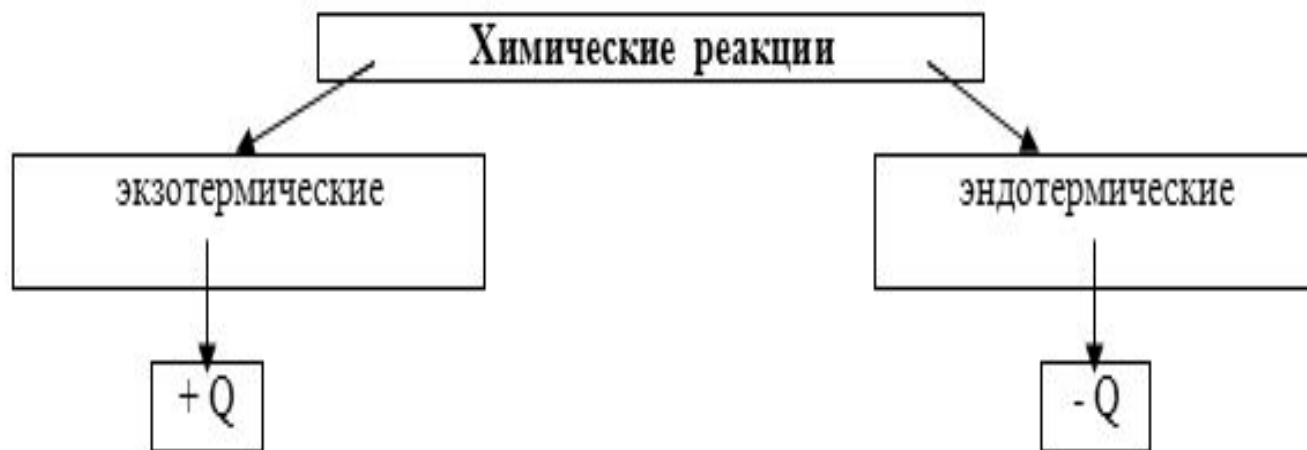 Химические реакции
экзотермические
эндотермические
+ Q
- Q